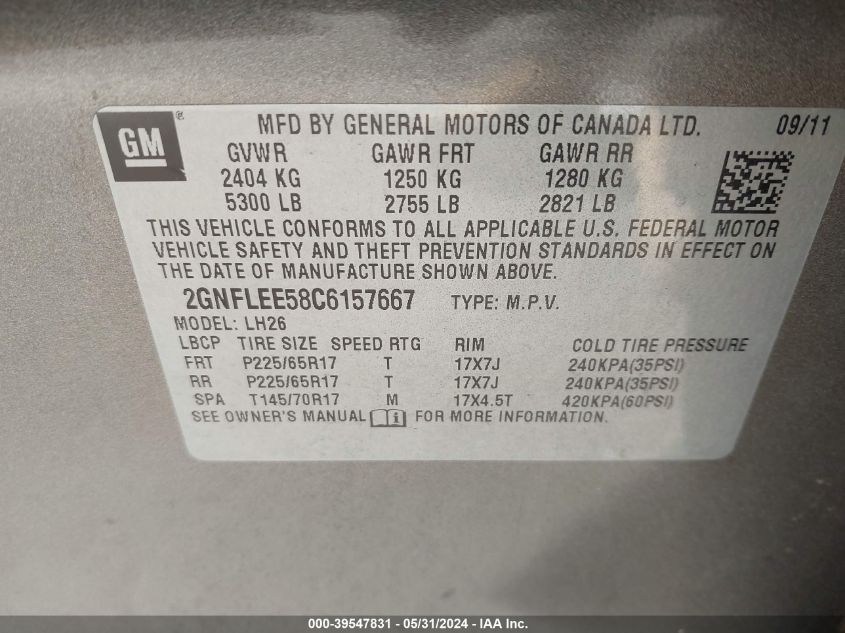 GM ® MFD BY GENERAL MOTORS OF CANADA LTD. 09/11
GVWR GAWR FRT GAWR RR
2404 KG 1250 KG 1280 KG
5300 LB 2755 LB 2821 LB
THIS VEHICLE CONFORMS TO ALL APPLICABLE U.S. FEDERAL MOTOR
VEHICLE SAFETY AND THEFT PREVENTION STANDARDS IN EFFECT ON
THE DATE OF MANUFACTURE SHOWN ABOVE.
2GNFLEE58C6157667 TYPE: M.P.V.
MODEL: LH26
LBCP TIRE SIZE SPEED RTG RIM COLD TIRE PRESSURE
FRT P225/65R17 T 17X7J 240KPA(35PSI)
RR P225/65R17 T 17X7J 240KPA(35PSI)
SPA T145/70R17 M 17X4.5T 420KPA(60PSI)
SEE OWNER'S MANUAL i FOR MORE INFORMATION.
000-39547831 - 05/31/2024 - IAA Inc.